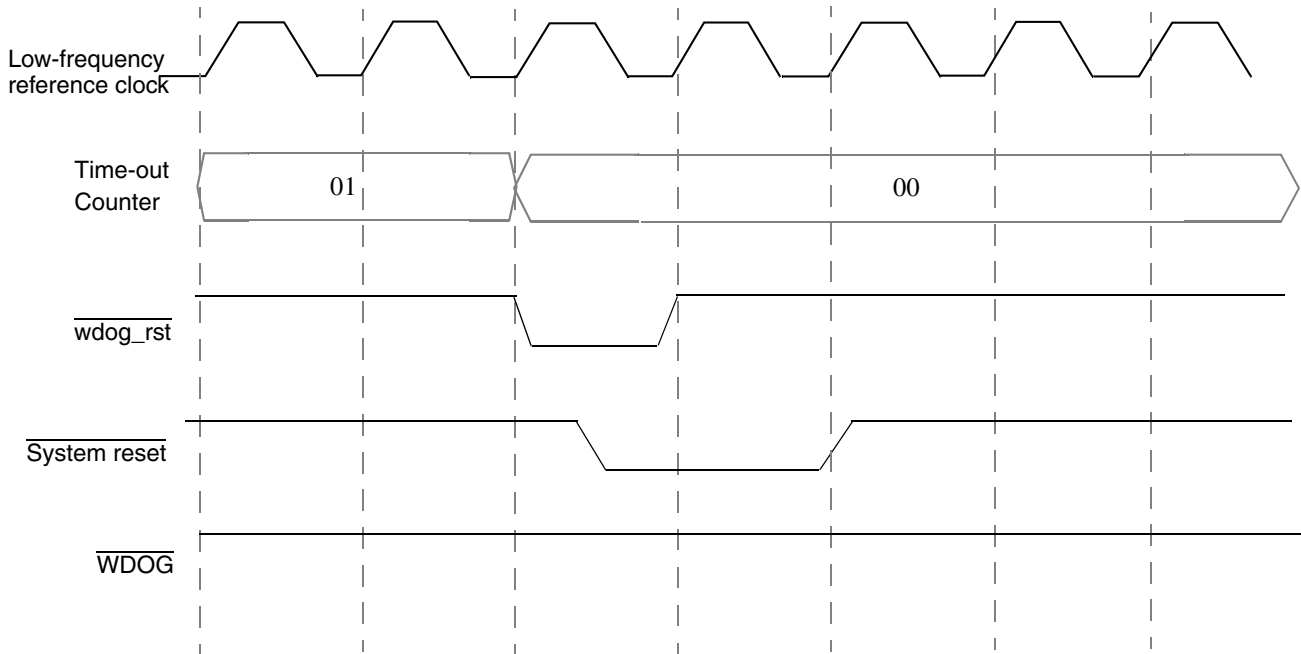 Low-frequency
reference clock
Time-out
Counter
01
00
wdog_rst
System reset
WDOG